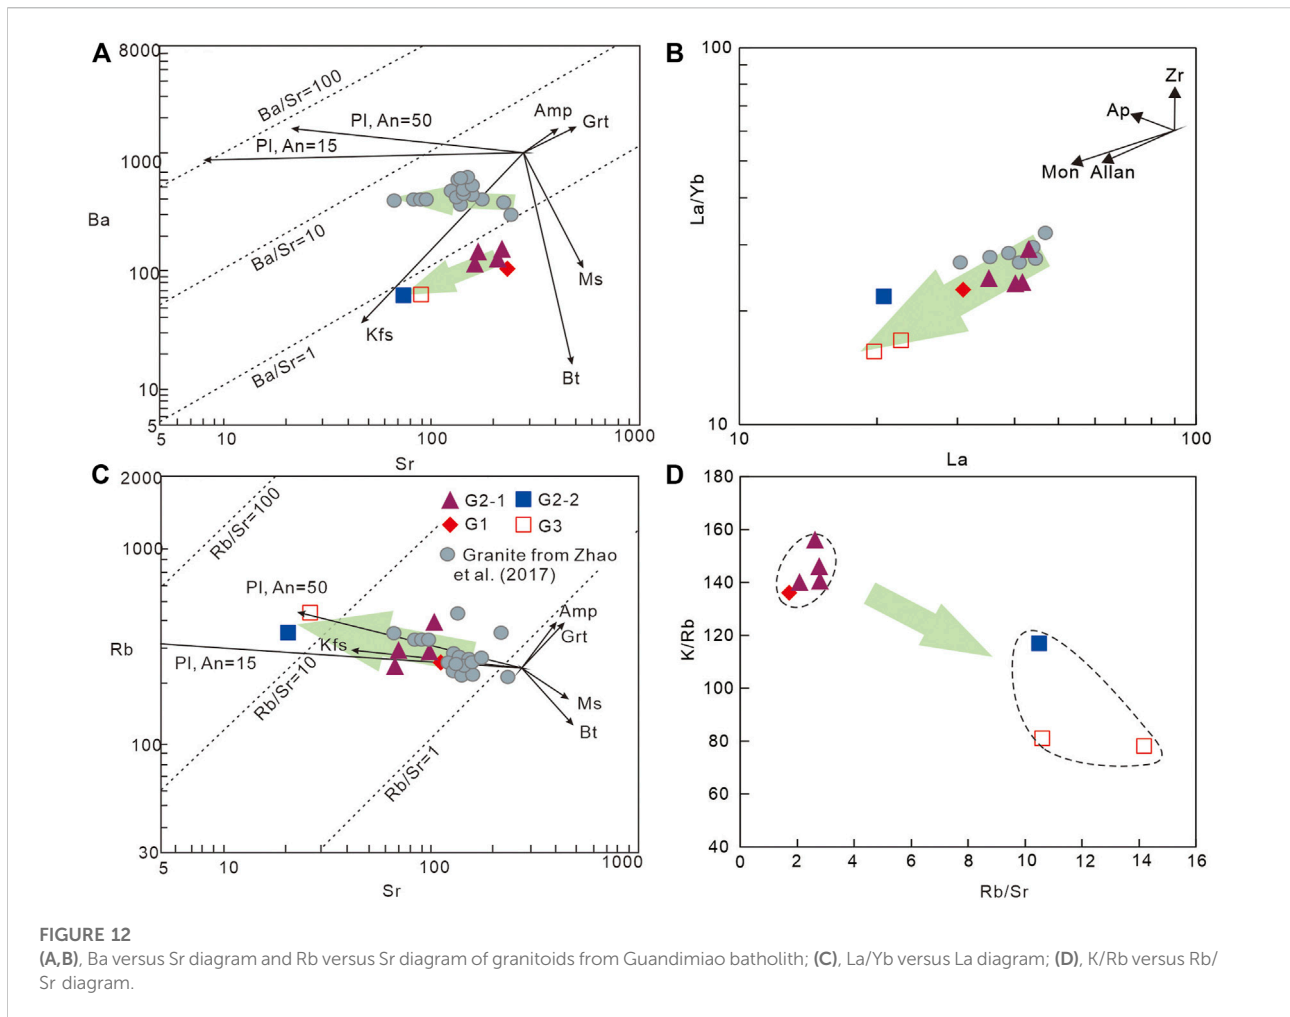 A
8000
1000
100
10
5
Ba
Ba/Sr=100
Pl, An=50
Pl, An=15
Amp
Grt
Ba/Sr=10
Ms
Kfs
Bt
Ba/Sr=1
5
10
100
1000
Sr
B
100
10
La/Yb
Zr
Ap
Mon
Allan
10
100
La
C
2000
1000
100
30
Rb
Rb/Sr=100
G2-1
G2-2
G1
G3
Granite from Zhao
et al. (2017)
Pl, An=50
Kfs
Pl, An=15
Amp
Grt
Rb/Sr=10
Ms
Bt
Rb/Sr=1
5
10
100
1000
Sr
D
180
160
140
120
100
80
60
40
K/Rb
0
2
4
6
8
10
12
14
16
Rb/Sr
FIGURE 12
(A,B), Ba versus Sr diagram and Rb versus Sr diagram of granitoids from Guandimiao batholith; (C), La/Yb versus La diagram; (D), K/Rb versus Rb/
Sr diagram.